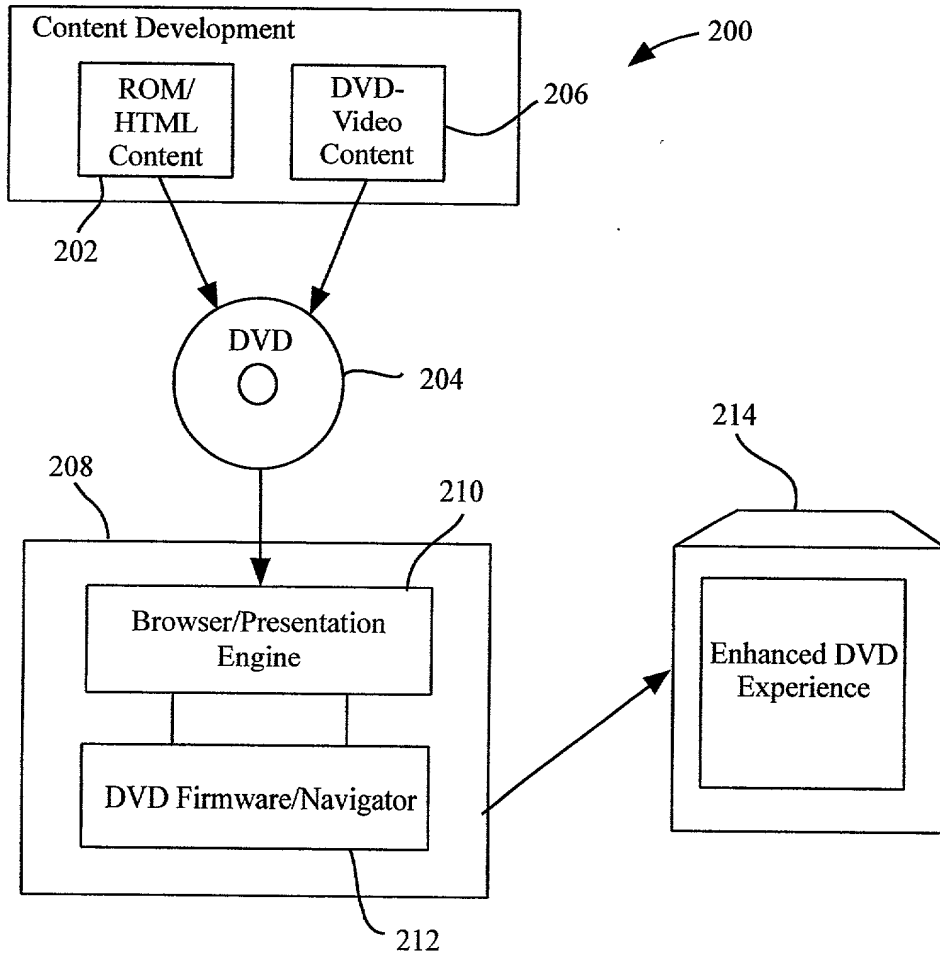 Content Development
200
ROM/
HTML
Content
DVD-
Video
Content
206
202
DVD
204
214
208
210
Browser/Presentation
Engine
Enhanced DVD
Experience
DVD Firmware/Navigator
212